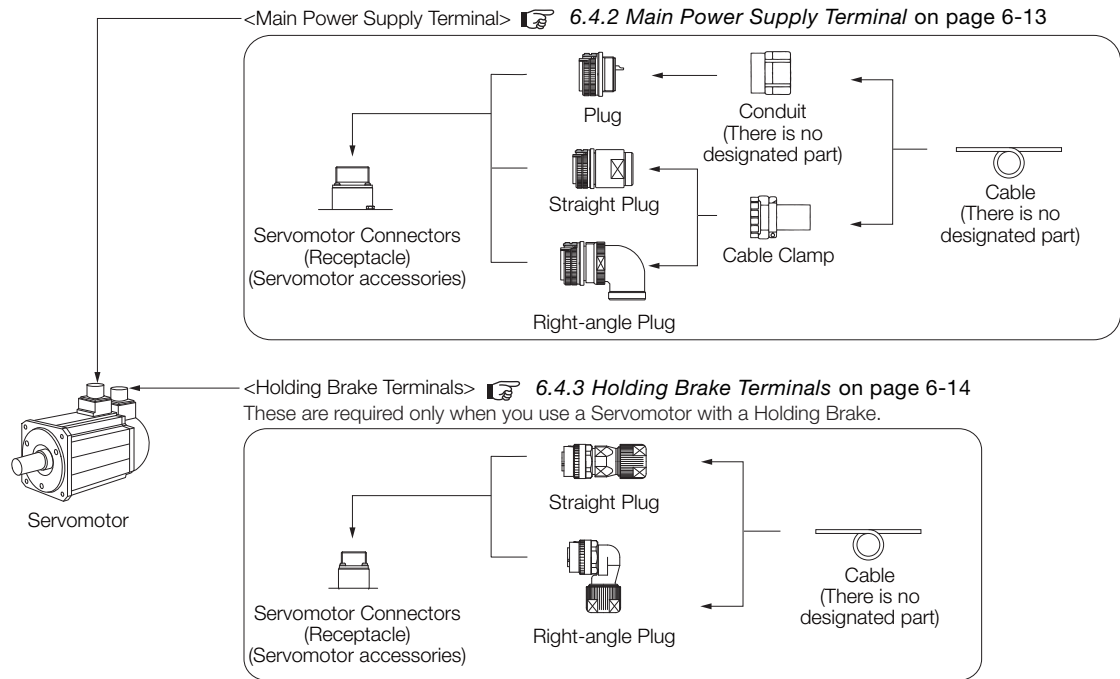 <Main Power Supply Terminal> ☞ 6.4.2 Main Power Supply Terminal on page 6-13
Plug
Conduit
(There is no
designated part)
Straight Plug
Cable Clamp
Right-angle Plug
Cable
(There is no
designated part)
Servomotor Connectors
(Receptacle)
(Servomotor accessories)
Servomotor
<Holding Brake Terminals> ☞ 6.4.3 Holding Brake Terminals on page 6-14
These are required only when you use a Servomotor with a Holding Brake.
Straight Plug
Right-angle Plug
Cable
(There is no
designated part)
Servomotor Connectors
(Receptacle)
(Servomotor accessories)